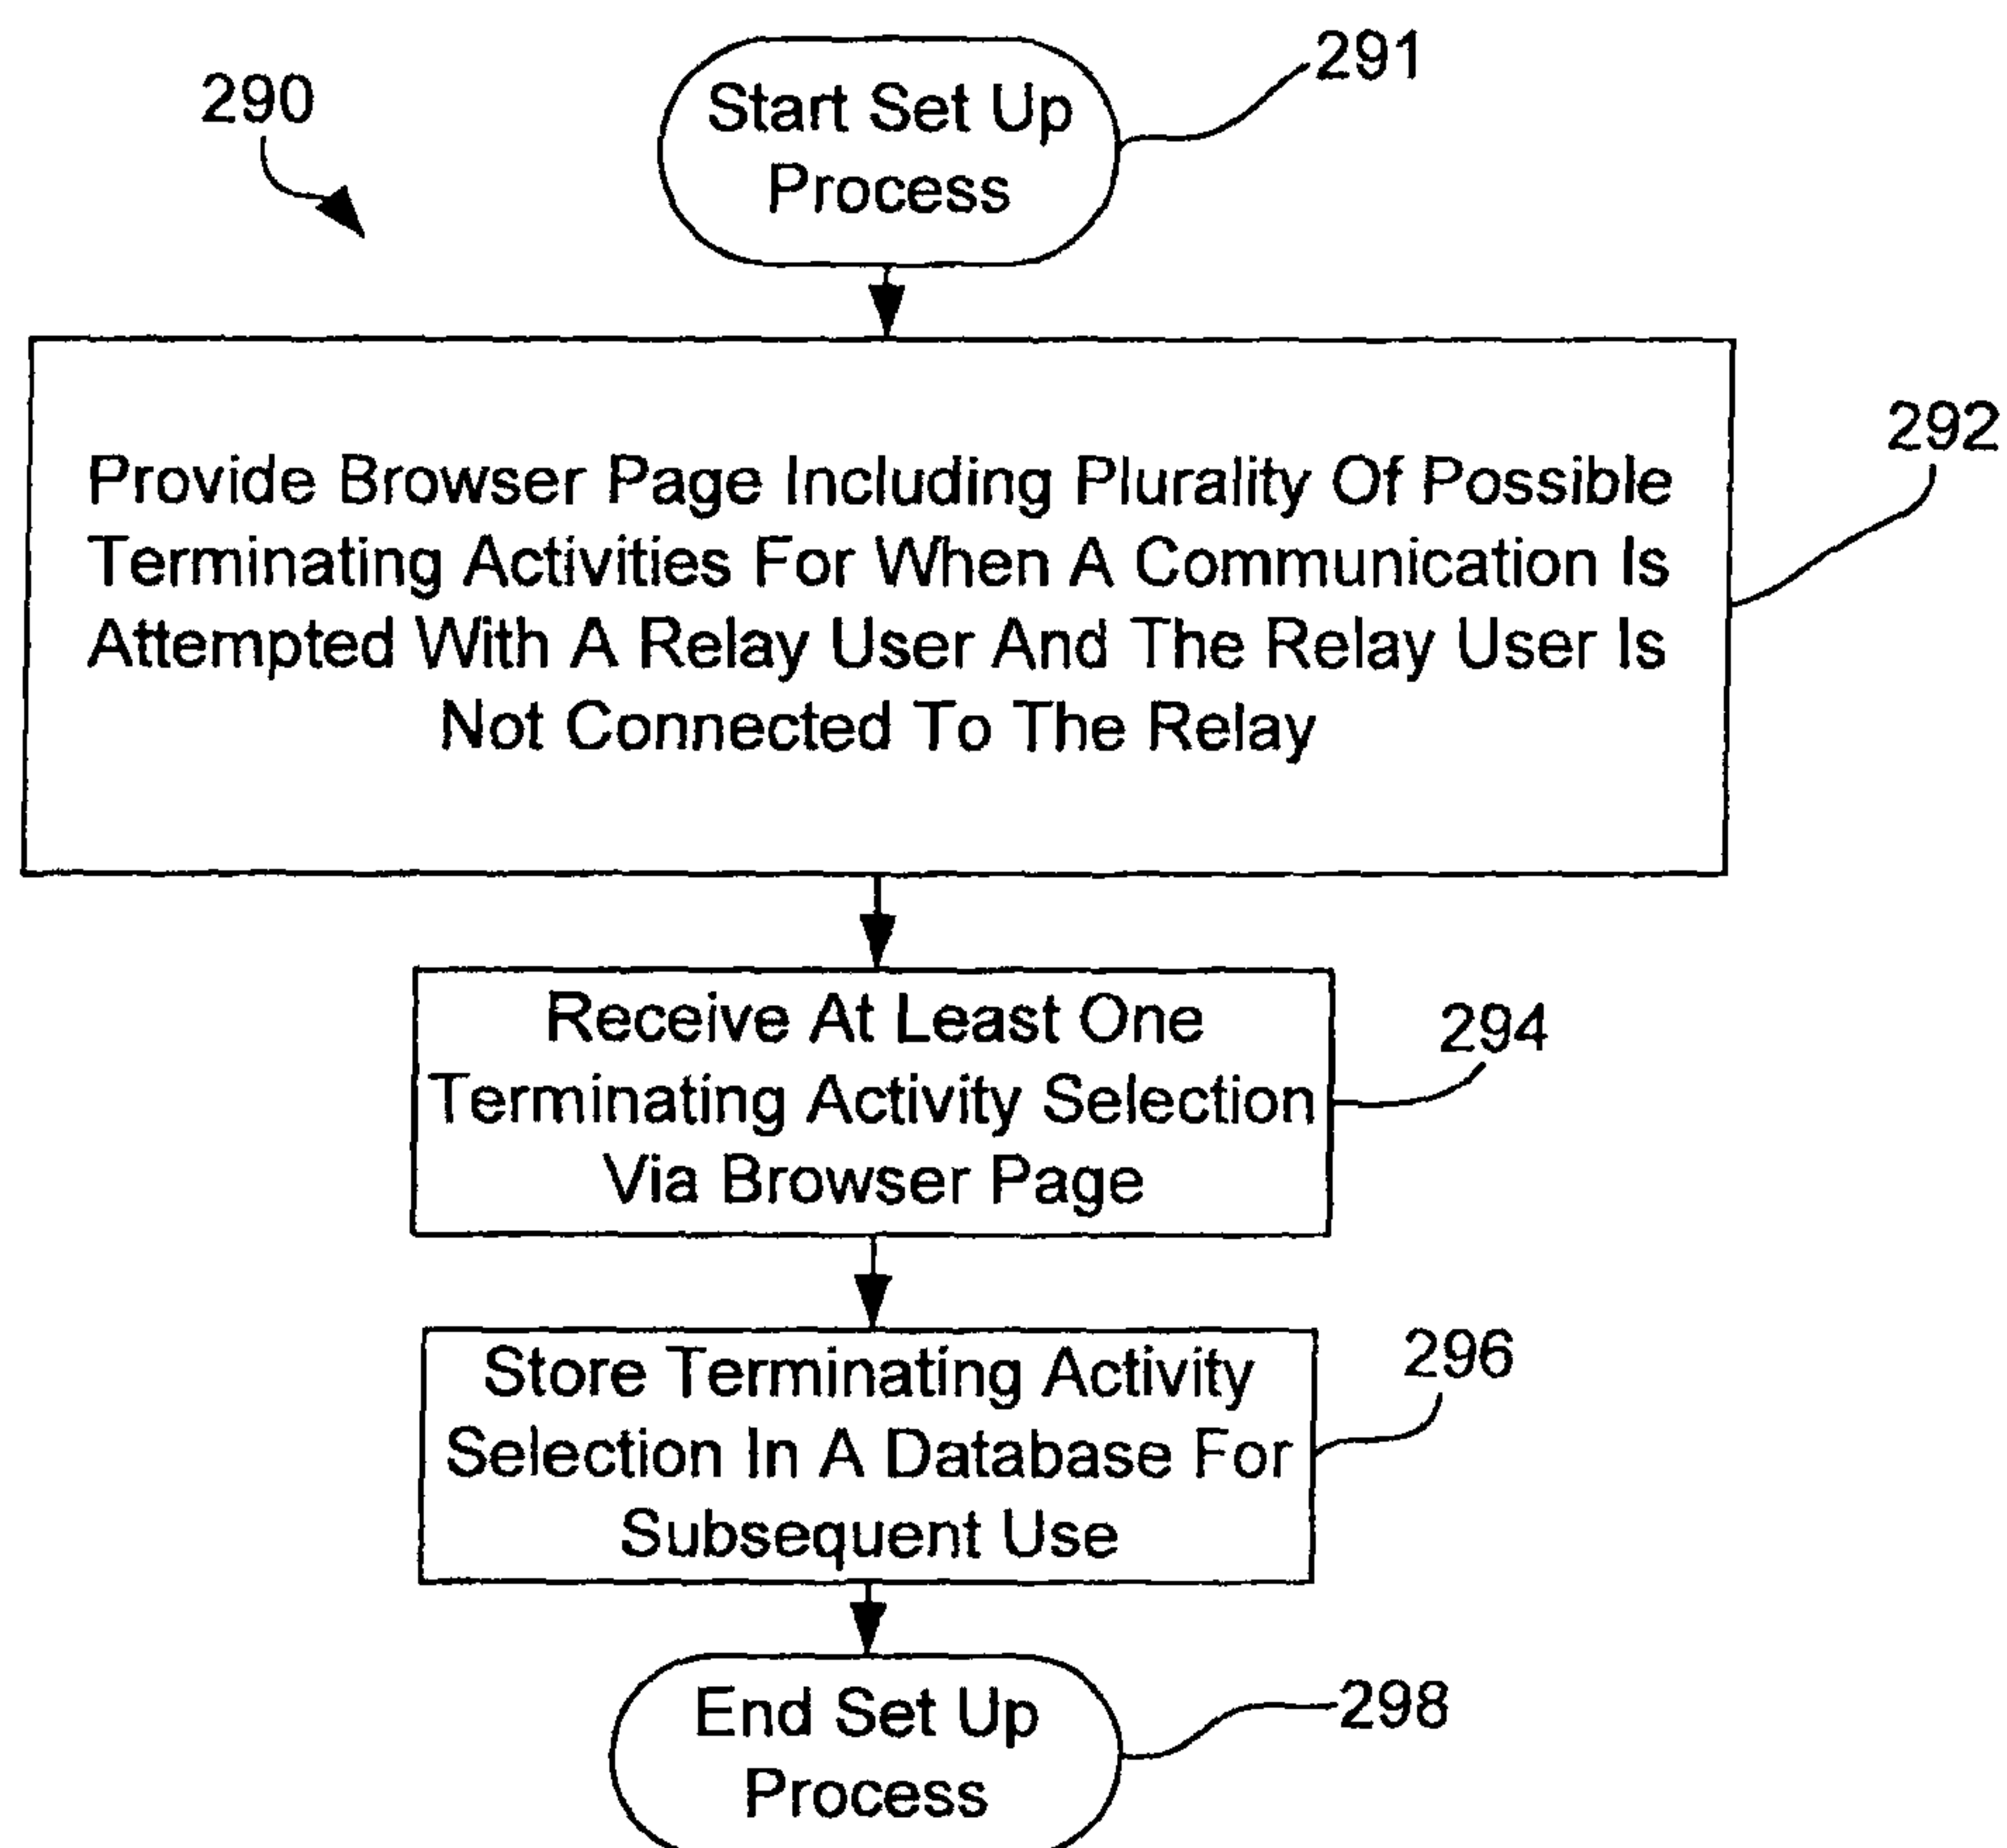 290
Start Set Up
Process
291
Provide Browser Page Including Plurality Of Possible
Terminating Activities For When A Communication Is
Attempted With A Relay User And The Relay User Is
Not Connected To The Relay
292
Receive At Least One
Terminating Activity Selection
Via Browser Page
294
Store Terminating Activity
Selection In A Database For
Subsequent Use
296
End Set Up
Process
298